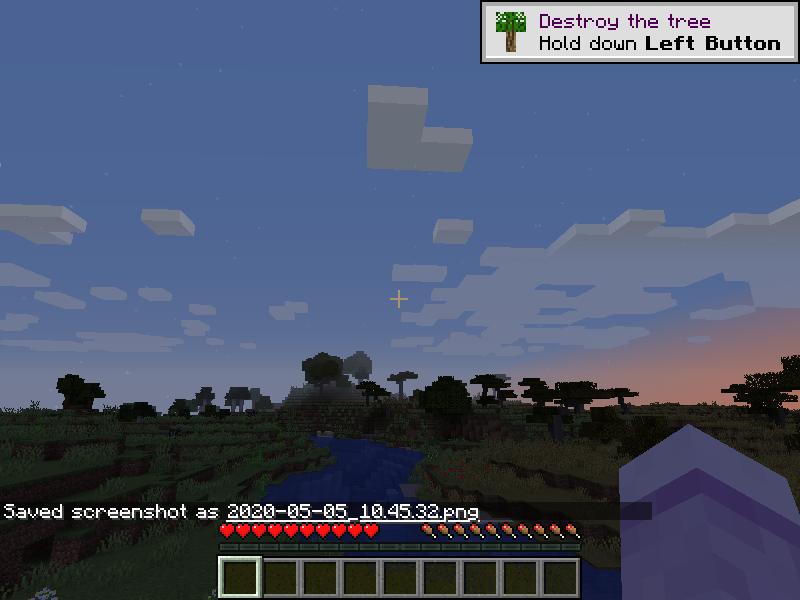 Destroy the tree
Hold down Left Button
Saved screenshot as 2020-05-05_10.45.32.png